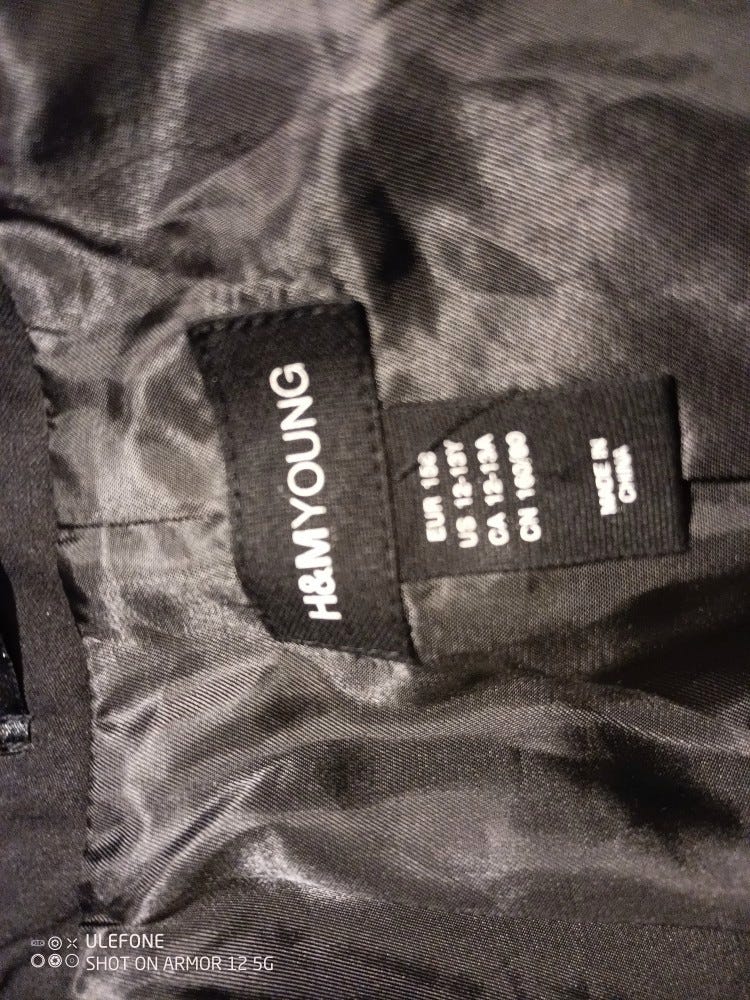 H&MYOUNG
EUR 158
US 12-13Y
CA 12-13A
CN 160/80
MADE IN
CHINA
ULEFONE
SHOT ON ARMOR 12 5G